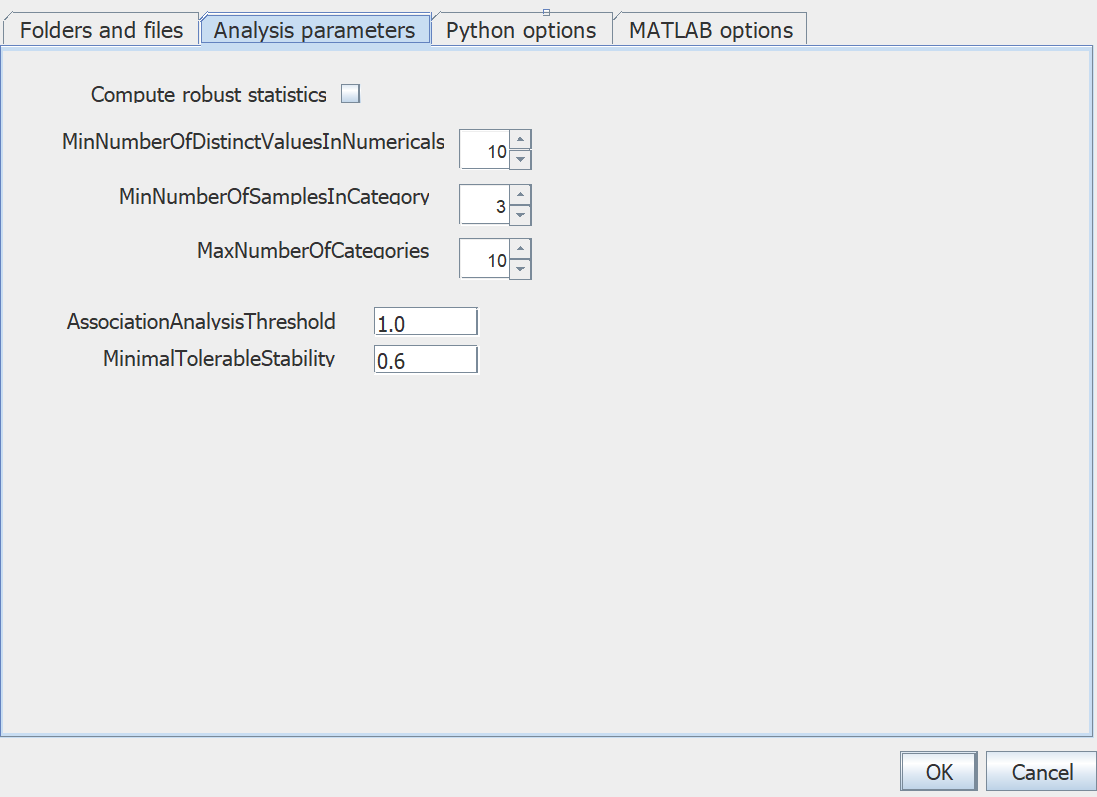 Folders and files Analysis parameters Python options MATLAB options
Compute robust statistics
MinNumberOfDistinctValuesInNumericals 10
MinNumberOfSamplesInCategory 3
MaxNumberOfCategories 10
AssociationAnalysisThreshold 1.0
MinimalTolerableStability 0.6
OK Cancel